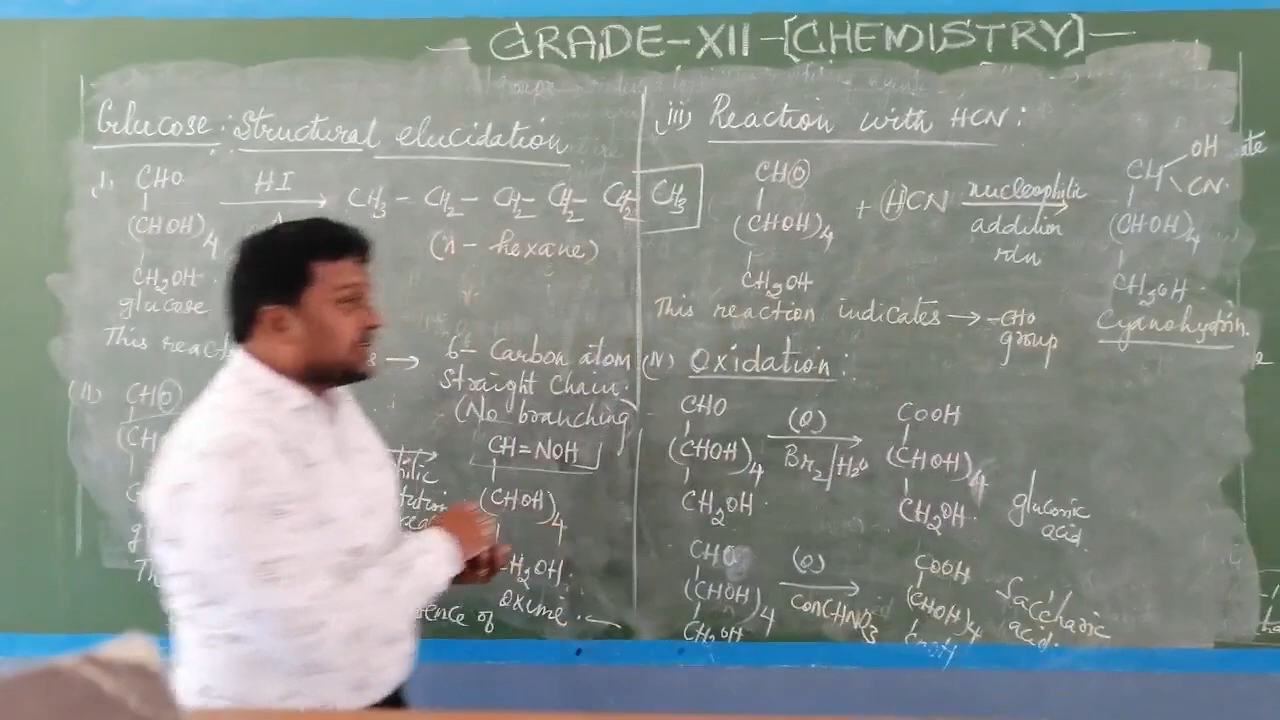 GRADE-XII-[CHEMISTRY]
Glucose: Structural elucidation
i) CHO
(CHOH)4
CH2OH
glucose
HI
CH3 - CH2 - CH2 - CH2 CH2 CH3
(n-hexane)
This
→ 6-Carbon atom
Straight chain.
(No branching)
(ii) CHO
CH=NOH
(CHOH)4
oxime.
iii) Reaction with HCN:
CHO
(CHOH)4
CH2OH
+ HCN
nucleophilic
addition
rdn
CH OH
CN
(CHOH)4
CH2OH
Cyanohydrin.
This reaction indicates → -CHO
group
(iv) Oxidation:
CHO
(CHOH)4
CH2OH
(O)
Br2/H2O
COOH
(CHOH)4
CH2OH
gluconic
acid.
CHO
(CHOH)4
CH2OH
(O)
Con(HNO3
COOH
(CHOH)4
COOH
Saccharic
acid.